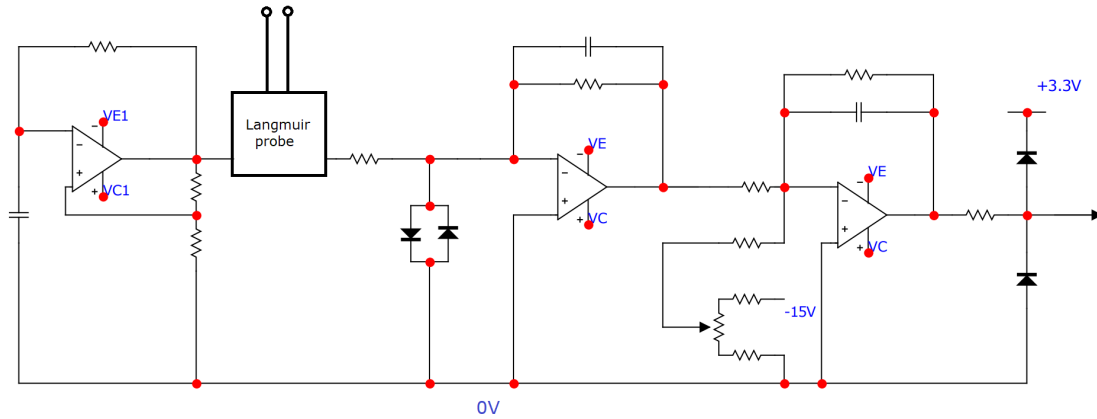 VE1
VC1
Langmuir
probe
VE
VC
VE
VC
-15V
+3.3V
0V